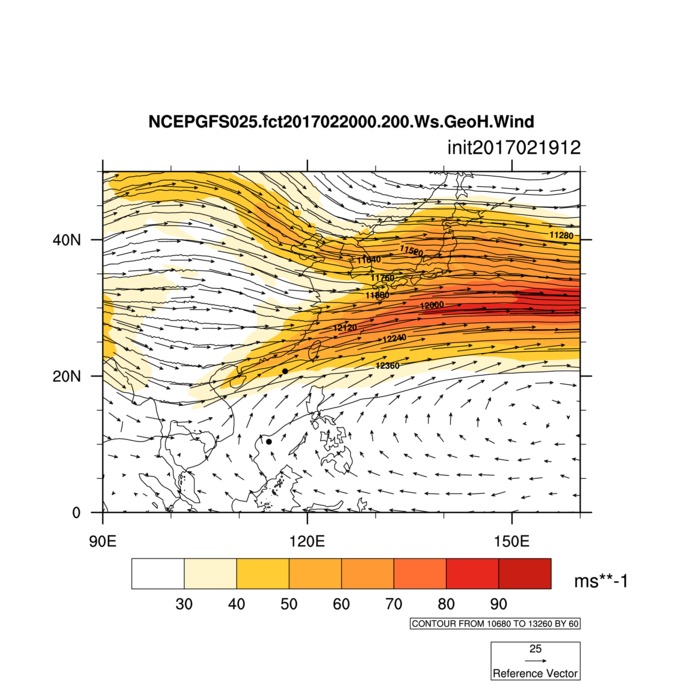 NCEPGFS025.fct2017022000.200.Ws.GeoH.Wind
init2017021912
40N
11280
11520
11640
11760
11880
12000
12120
12240
12360
20N
0
90E 120E 150E
30 40 50 60 70 80 90
ms**-1
CONTOUR FROM 10680 TO 13260 BY 60
25
Reference Vector